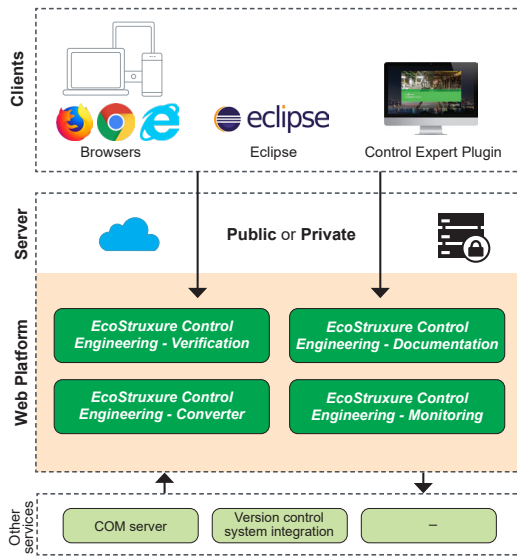 Clients
eclipse
Browsers
Eclipse
Control Expert Plugin
Server
Public or Private
Web Platform
EcoStruxure Control
Engineering - Verification
EcoStruxure Control
Engineering - Documentation
EcoStruxure Control
Engineering - Converter
EcoStruxure Control
Engineering - Monitoring
Other
services
COM server
Version control
system integration
–